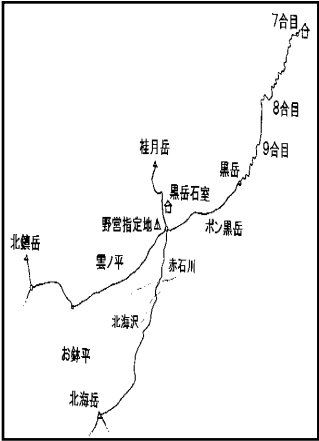 7合目
8合目
9合目
桂月岳
黒岳
黒岳石室
野営指定地
ポン黒岳
北鎮岳
雲ノ平
赤石川
北海沢
お鉢平
北海岳